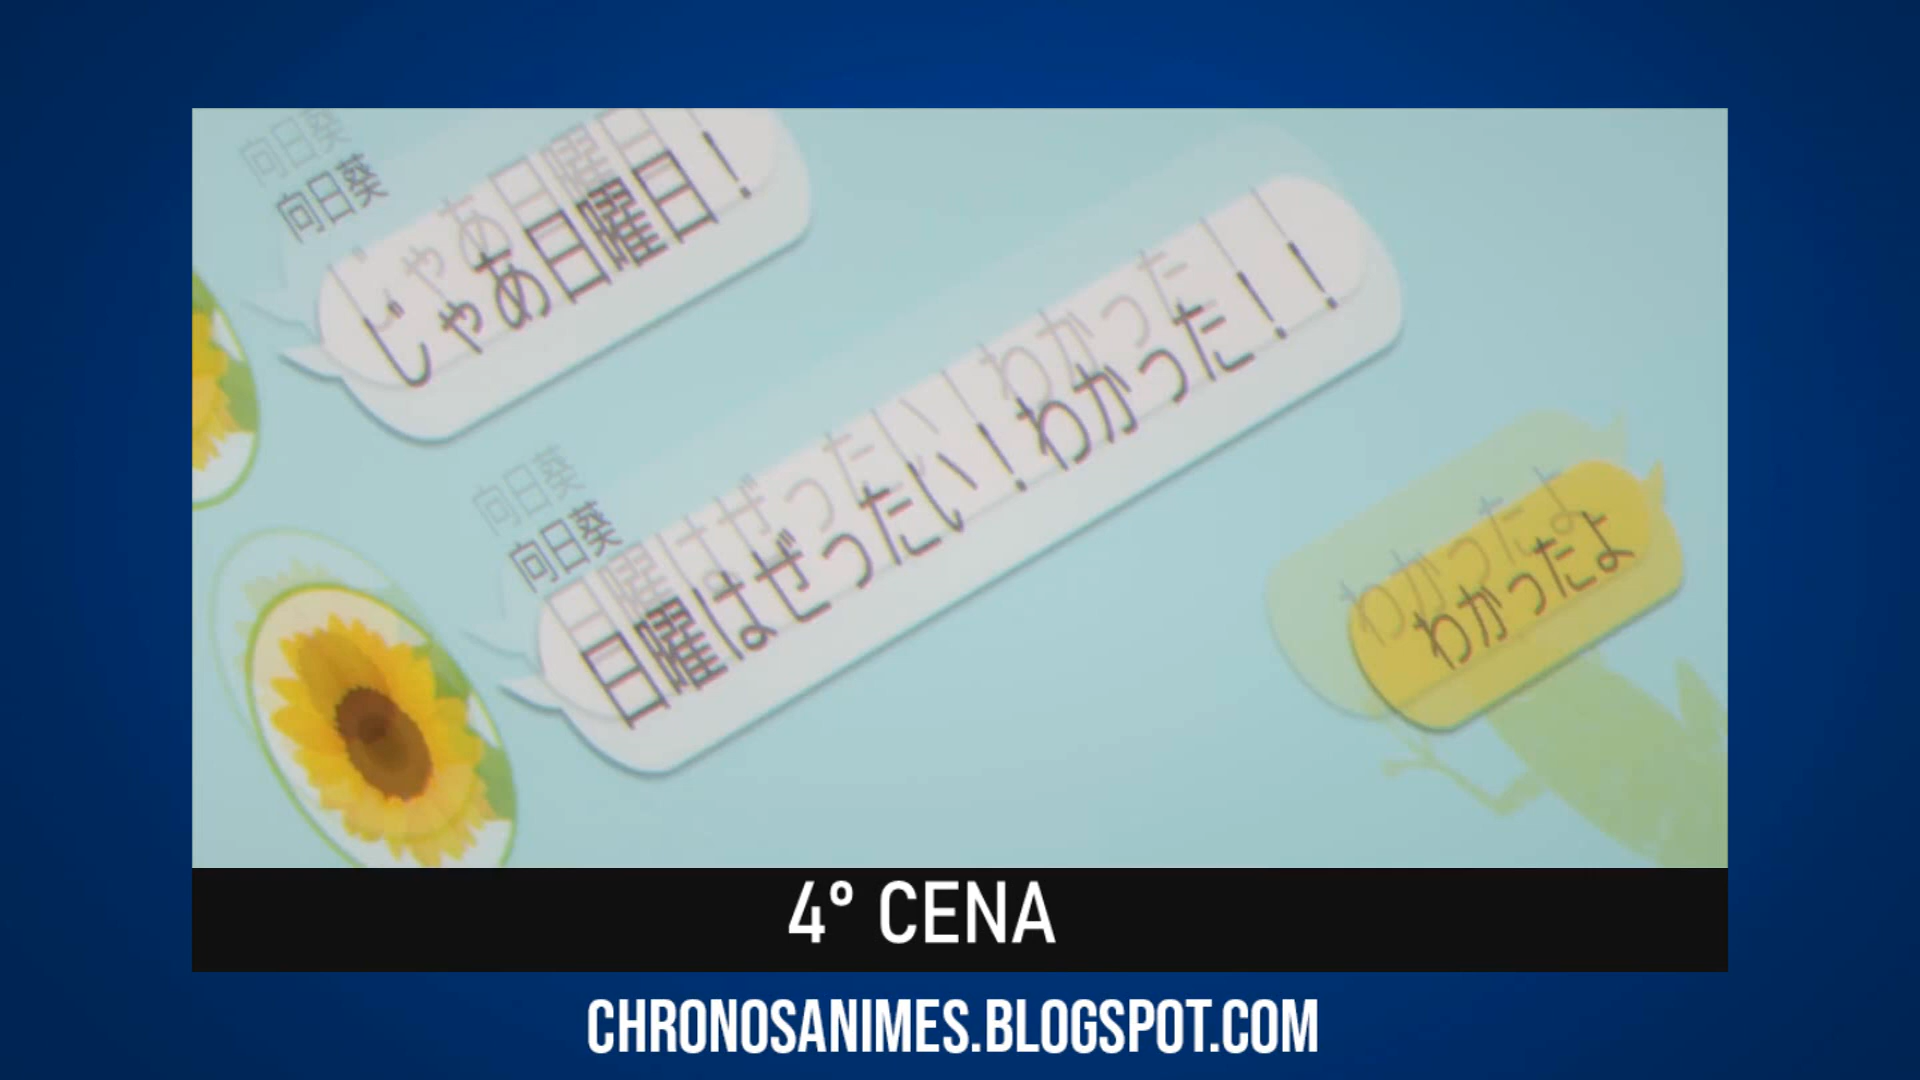 向日葵
じゃあ日曜日！
向日葵
日曜はぜったい！わかった！！
わかったよ
4º CENA
CHRONOSANIMES.BLOGSPOT.COM